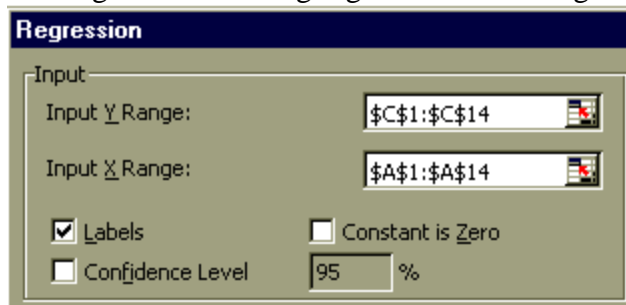 Regression
Input
Input Y Range: $C$1:$C$14
Input X Range: $A$1:$A$14
Labels Constant is Zero
Confidence Level 95 %